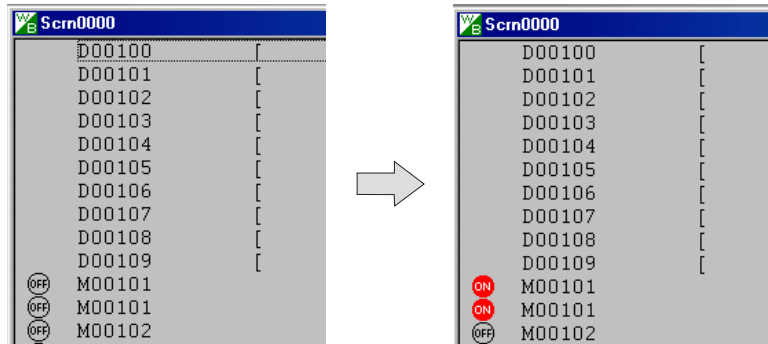 W B Scrn0000
D00100 [
D00101 [
D00102 [
D00103 [
D00104 [
D00105 [
D00106 [
D00107 [
D00108 [
D00109 [
OFF M00101
OFF M00101
OFF M00102
W B Scrn0000
D00100 [
D00101 [
D00102 [
D00103 [
D00104 [
D00105 [
D00106 [
D00107 [
D00108 [
D00109 [
ON M00101
ON M00101
OFF M00102